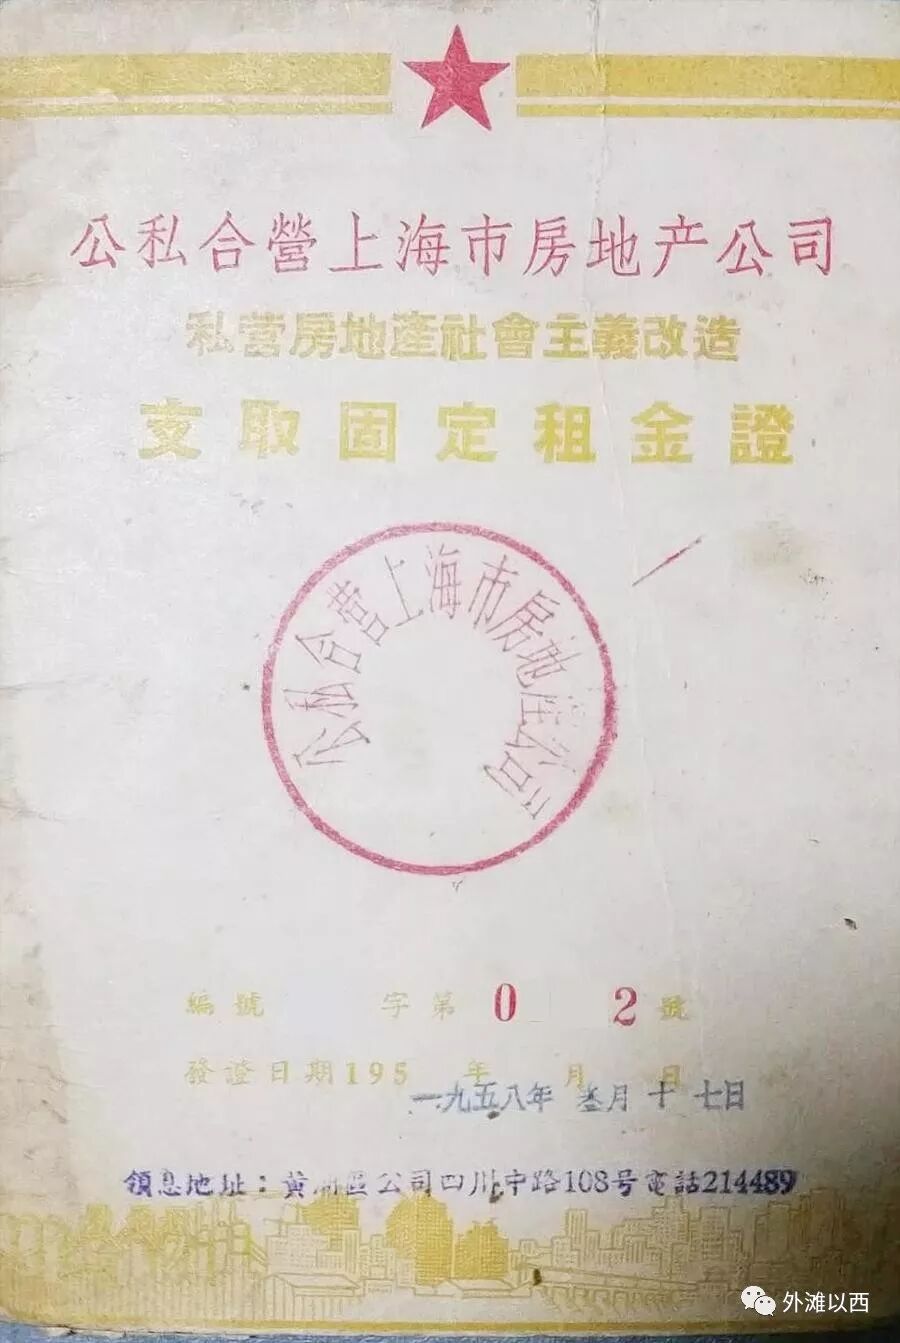 公私合營上海市房地产公司
私营房地產社會主義改造
支取固定租金證
公私合营上海市房地产公司
編號 字第 0 2 號
發證日期195 年 月 日
一九五八年 叁月十七日
領息地址：黄浦區公司四川中路108号電話214489
外滩以西